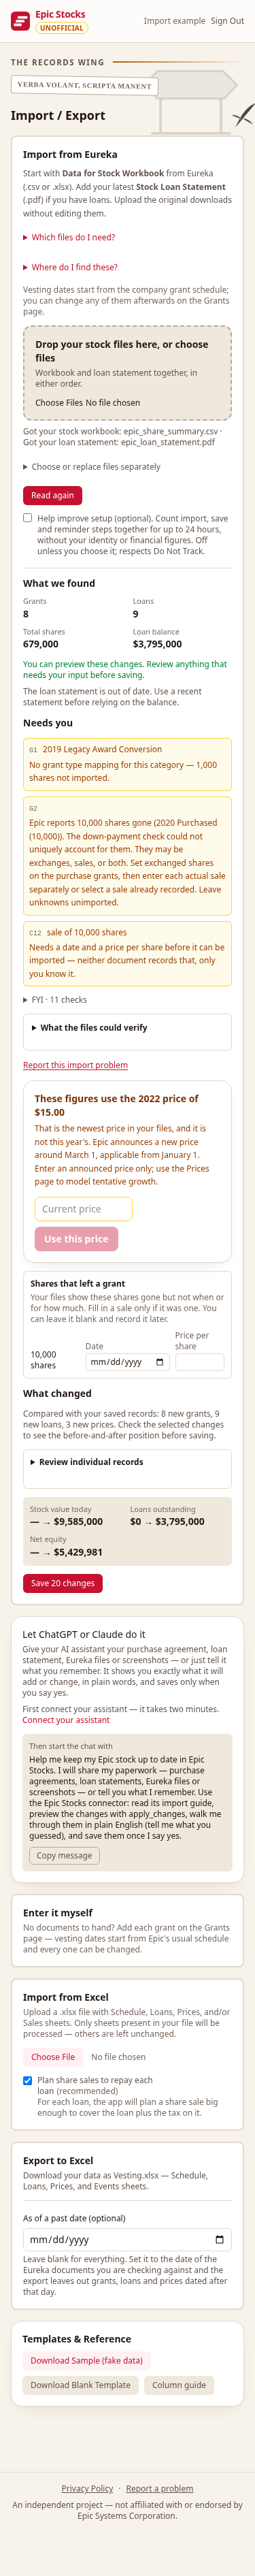 Epic Stocks
UNOFFICIAL
Import example Sign Out
THE RECORDS WING
VERBA VOLANT, SCRIPTA MANENT
Import / Export
Import from Eureka
Start with Data for Stock Workbook from Eureka
(.csv or .xlsx). Add your latest Stock Loan Statement
(.pdf) if you have loans. Upload the original downloads
without editing them.
Which files do I need?
Where do I find these?
Vesting dates start from the company grant schedule;
you can change any of them afterwards on the Grants
page.
Drop your stock files here, or choose
files
Workbook and loan statement together, in
either order.
Choose Files No file chosen
Got your stock workbook: epic_share_summary.csv ·
Got your loan statement: epic_loan_statement.pdf
Choose or replace files separately
Read again
Help improve setup (optional). Count import, save
and reminder steps together for up to 24 hours,
without your identity or financial figures. Off
unless you choose it; respects Do Not Track.
What we found
Grants
8
Loans
9
Total shares
679,000
Loan balance
$3,795,000
You can preview these changes. Review anything that
needs your input before saving.
The loan statement is out of date. Use a recent
statement before relying on the balance.
Needs you
G1 2019 Legacy Award Conversion
No grant type mapping for this category — 1,000
shares not imported.
G2
Epic reports 10,000 shares gone (2020 Purchased
(10,000)). The down-payment check could not
uniquely account for them. They may be
exchanges, sales, or both. Set exchanged shares
on the purchase grants, then enter each actual sale
separately or select a sale already recorded. Leave
unknowns unimported.
C12 sale of 10,000 shares
Needs a date and a price per share before it can be
imported — neither document records that, only
you know it.
FYI · 11 checks
What the files could verify
Report this import problem
These figures use the 2022 price of
$15.00
That is the newest price in your files, and it is
not this year's. Epic announces a new price
around March 1, applicable from January 1.
Enter an announced price only; use the Prices
page to model tentative growth.
Current price
Use this price
Shares that left a grant
Your files show these shares gone but not when or
for how much. Fill in a sale only if it was one. You
can leave it blank and record it later.
Date
Price per
share
10,000
shares
mm/dd/yyyy
What changed
Compared with your saved records: 8 new grants, 9
new loans, 3 new prices. Check the selected changes
to see the before-and-after position before saving.
Review individual records
Stock value today
— → $9,585,000
Loans outstanding
$0 → $3,795,000
Net equity
— → $5,429,981
Save 20 changes
Let ChatGPT or Claude do it
Give your AI assistant your purchase agreement, loan
statement, Eureka files or screenshots — or just tell it
what you remember. It shows you exactly what it will
add or change, in plain words, and saves only when
you say yes.
First connect your assistant — it takes two minutes.
Connect your assistant
Then start the chat with
Help me keep my Epic stock up to date in Epic
Stocks. I will share my paperwork — purchase
agreements, loan statements, Eureka files or
screenshots — or tell you what I remember. Use
the Epic Stocks connector: read its import guide,
preview the changes with apply_changes, walk me
through them in plain English (tell me what you
guessed), and save them once I say yes.
Copy message
Enter it myself
No documents to hand? Add each grant on the Grants
page — vesting dates start from Epic's usual schedule
and every one can be changed.
Import from Excel
Upload a .xlsx file with Schedule, Loans, Prices, and/or
Sales sheets. Only sheets present in your file will be
processed — others are left unchanged.
Choose File No file chosen
Plan share sales to repay each
loan (recommended)
For each loan, the app will plan a share sale big
enough to cover the loan plus the tax on it.
Export to Excel
Download your data as Vesting.xlsx — Schedule,
Loans, Prices, and Events sheets.
As of a past date (optional)
mm/dd/yyyy
Leave blank for everything. Set it to the date of the
Eureka documents you are checking against and the
export leaves out grants, loans and prices dated after
that day.
Templates & Reference
Download Sample (fake data)
Download Blank Template Column guide
Privacy Policy · Report a problem
An independent project — not affiliated with or endorsed by
Epic Systems Corporation.